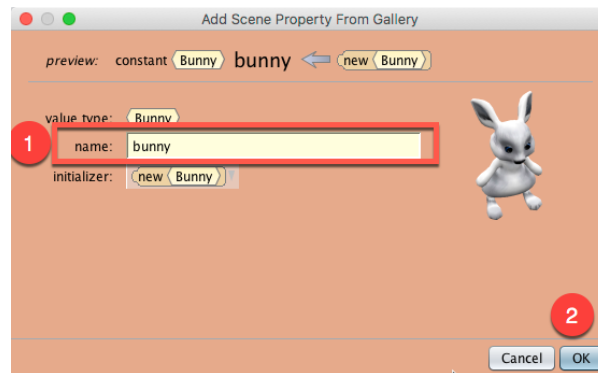 Add Scene Property From Gallery
preview: constant Bunny bunny new Bunny
value type: Bunny
1
name: bunny
initializer: new Bunny
2
Cancel OK